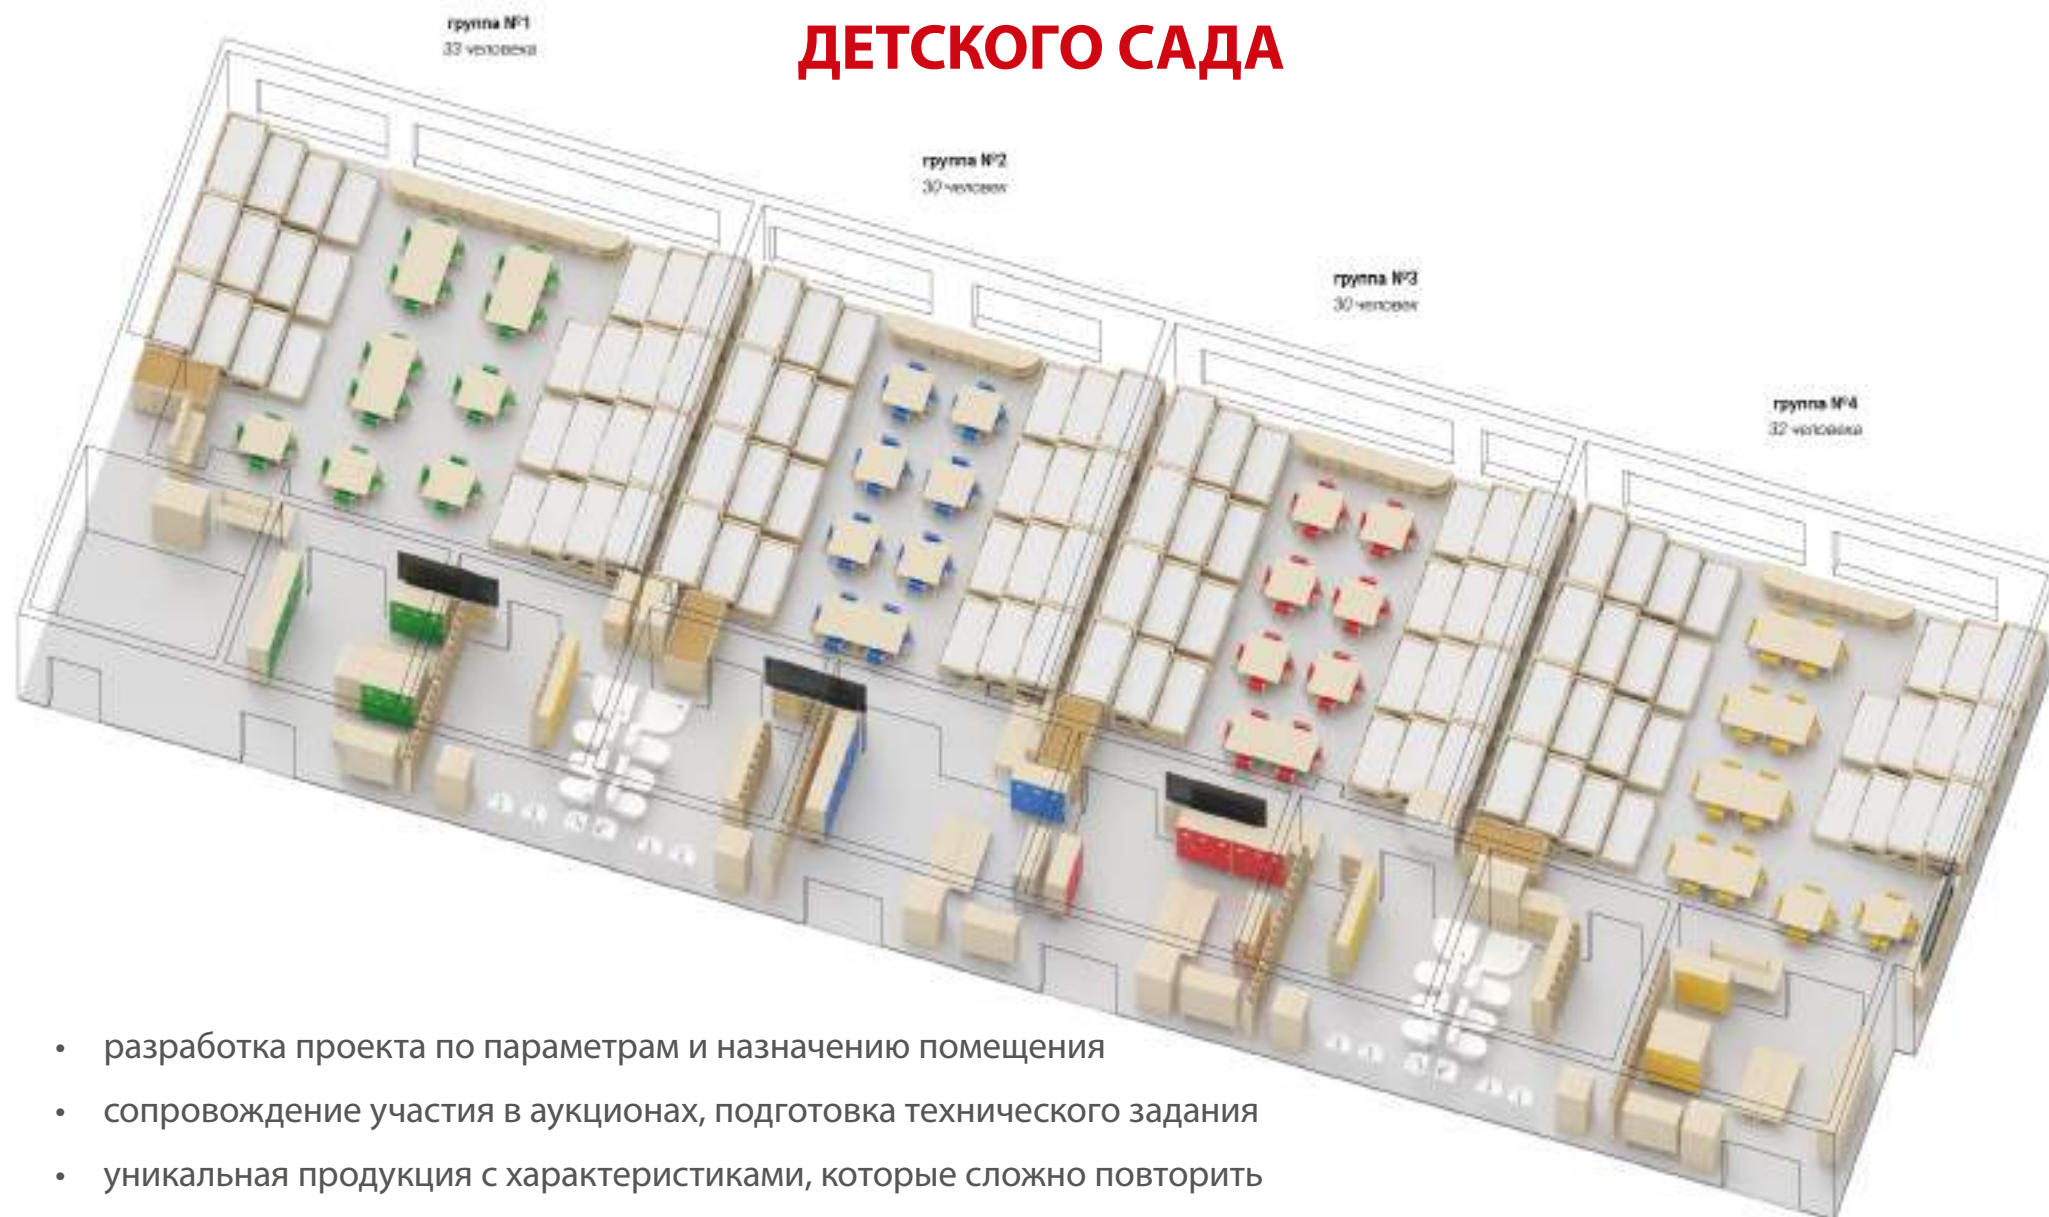 ДЕТСКОГО САДА
группа №1
33 человека
группа №2
30 человек
группа №3
30 человек
группа №4
32 человека
• разработка проекта по параметрам и назначению помещения
• сопровождение участия в аукционах, подготовка технического задания
• уникальная продукция с характеристиками, которые сложно повторить